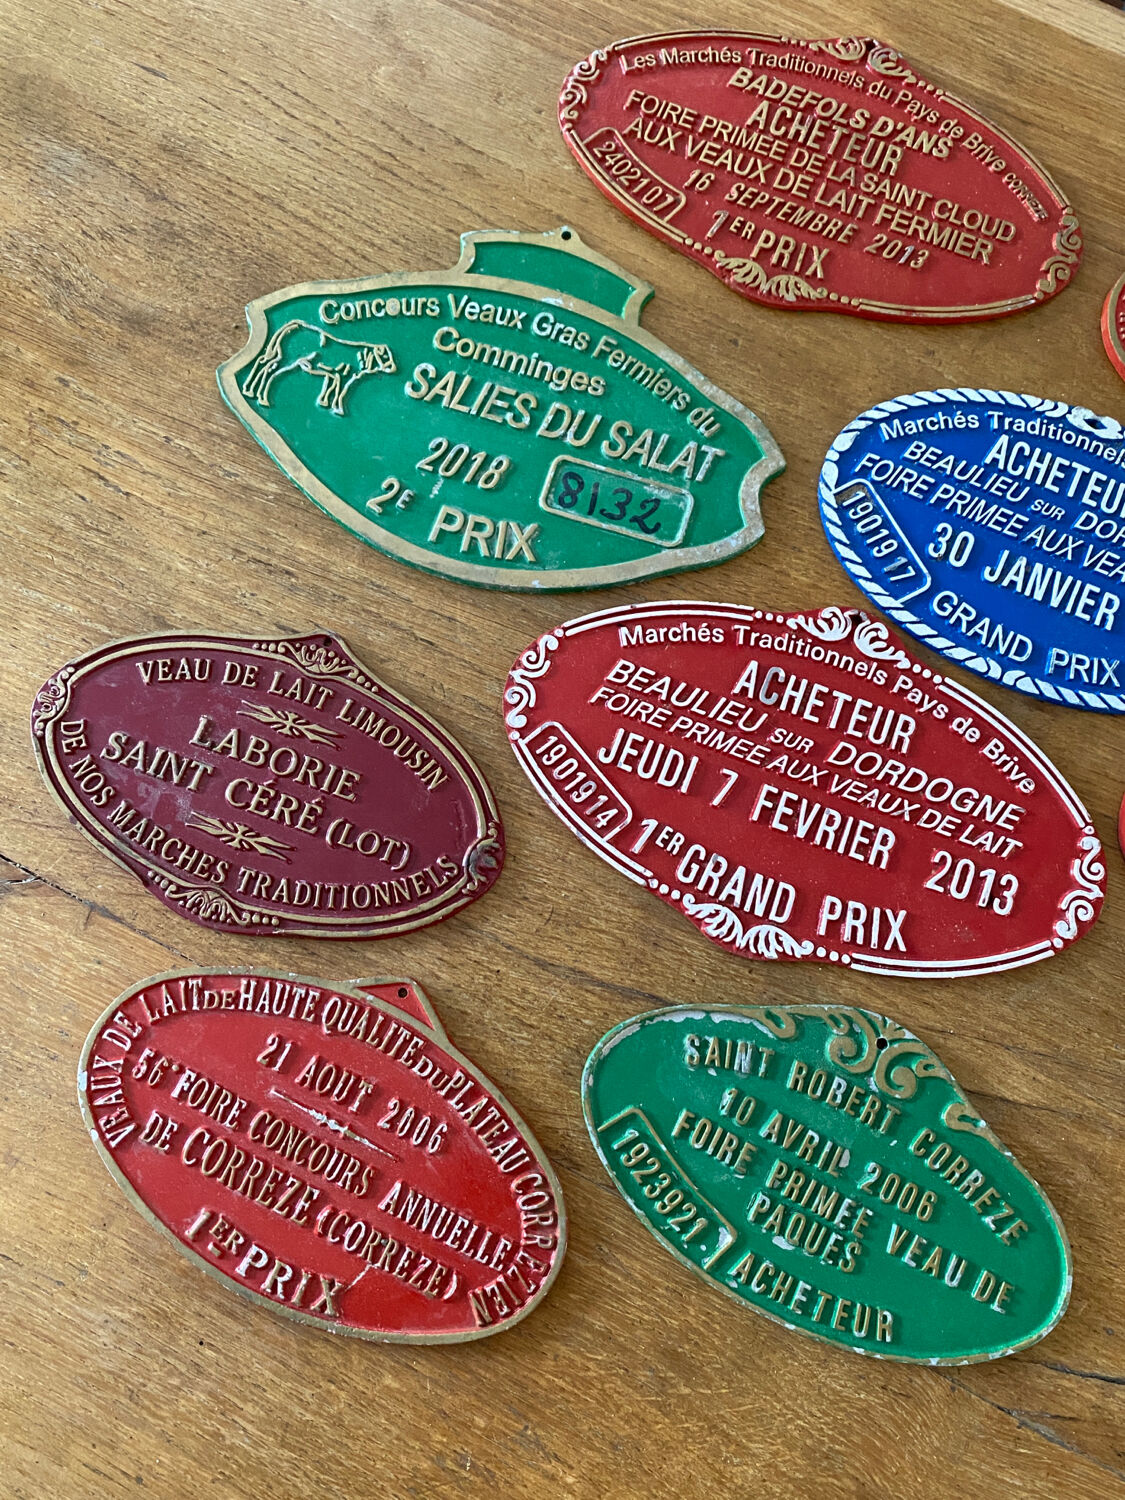 Les Marchés Traditionnels du Pays de Brive CORREZE
BADEFOLS D'ANS
ACHETEUR
FOIRE PRIMEE DE LA SAINT CLOUD
AUX VEAUX DE LAIT FERMIER
2402107
16 SEPTEMBRE 2013
1ER PRIX
Concours Veaux Gras Fermiers du
Comminges
SALIES DU SALAT
2018
8132
2E PRIX
Marchés Traditionnels
ACHETEUR
BEAULIEU SUR
FOIRE PRIMEE AUX
1901917
30 JANVIER
GRAND PRIX
VEAU DE LAIT LIMOUSIN
LABORIE
SAINT CÉRÉ (LOT)
DE NOS MARCHES TRADITIONNELS
Marchés Traditionnels Pays de Brive
ACHETEUR
BEAULIEU SUR DORDOGNE
FOIRE PRIMEE AUX VEAUX DE LAIT
JEUDI 7 FEVRIER 2013
1901914
1ER GRAND PRIX
VEAUX DE LAIT DE HAUTE QUALITE DU PLATEAU CORREZIEN
21 AOUT 2006
56° FOIRE CONCOURS ANNUELLE
DE CORREZE (CORREZE)
1ER PRIX
SAINT ROBERT CORREZE
10 AVRIL 2006
FOIRE PRIMEE VEAU DE
PAQUES
1923921
ACHETEUR